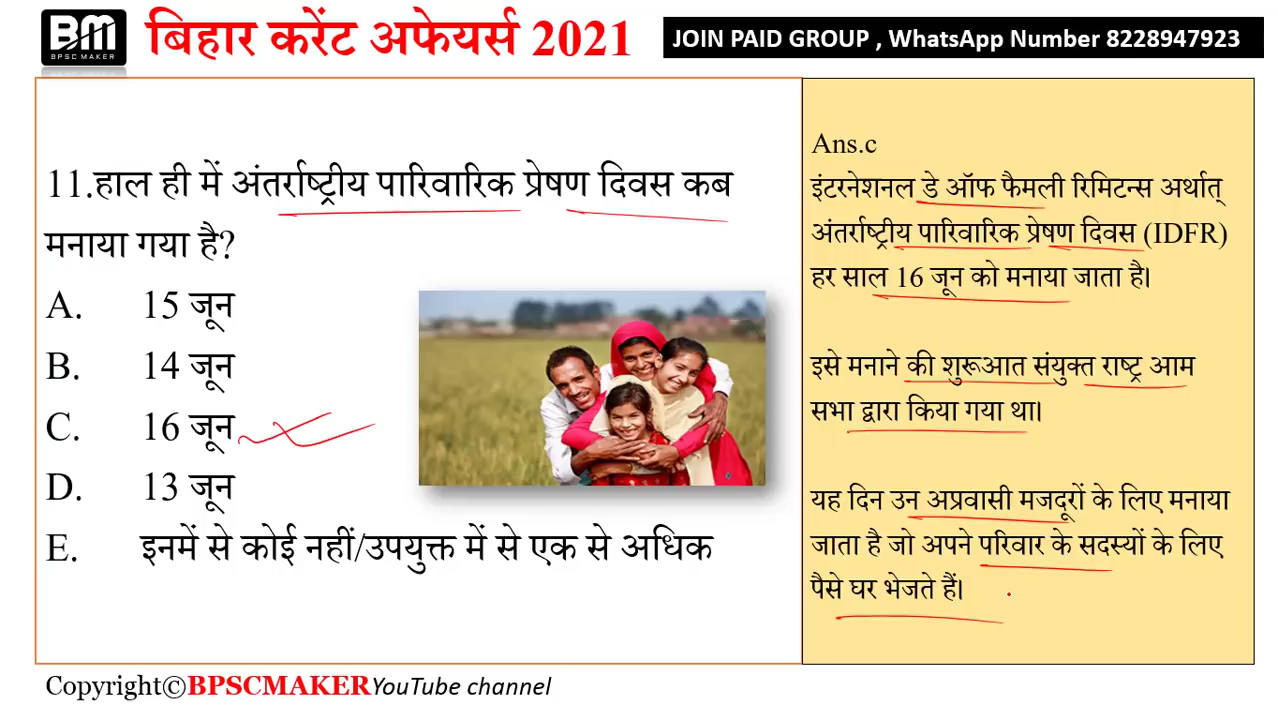 BM
BPSC MAKER
बिहार करेंट अफेयर्स 2021
JOIN PAID GROUP , WhatsApp Number 8228947923
11.हाल ही में अंतर्राष्ट्रीय पारिवारिक प्रेषण दिवस कब
मनाया गया है?
A. 15 जून
B. 14 जून
C. 16 जून
D. 13 जून
E. इनमें से कोई नहीं/उपयुक्त में से एक से अधिक
Ans.c
इंटरनेशनल डे ऑफ फैमली रिमिटन्स अर्थात्
अंतर्राष्ट्रीय पारिवारिक प्रेषण दिवस (IDFR)
हर साल 16 जून को मनाया जाता है।
इसे मनाने की शुरूआत संयुक्त राष्ट्र आम
सभा द्वारा किया गया था।
यह दिन उन अप्रवासी मजदूरों के लिए मनाया
जाता है जो अपने परिवार के सदस्यों के लिए
पैसे घर भेजते हैं।
Copyright©BPSCMAKERYouTube channel